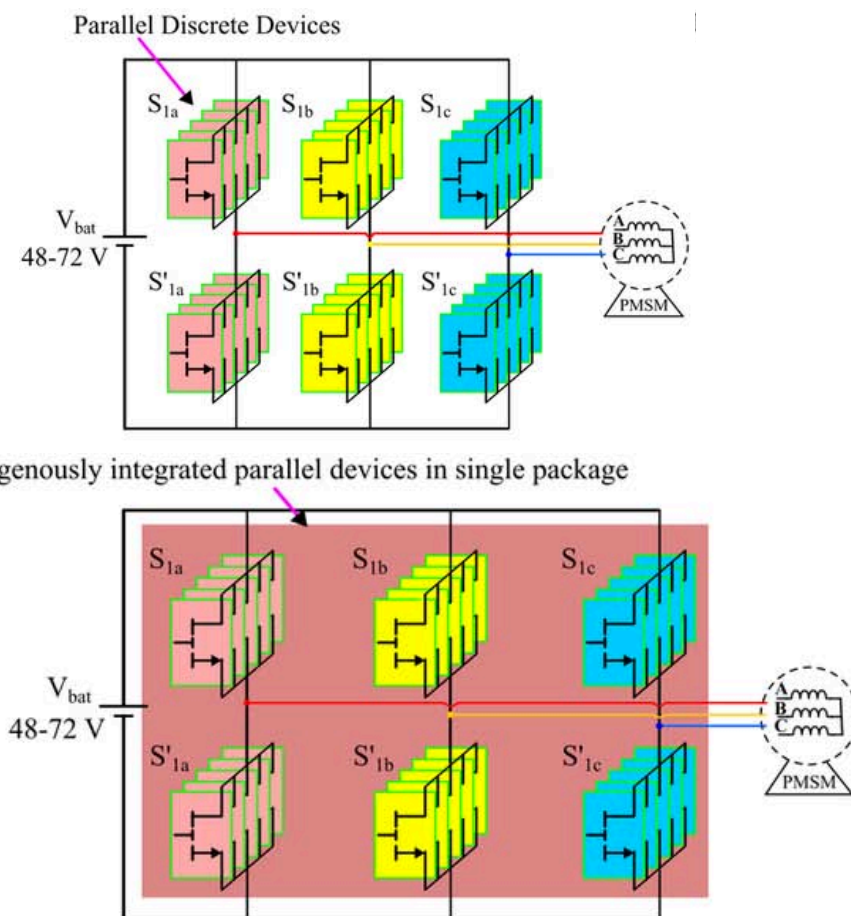 Parallel Discrete Devices
S1a S1b S1c
A
B
C
Vbat
48-72 V
PMSM
S'1a S'1b S'1c
genously integrated parallel devices in single package
S1a S1b S1c
A
B
C
Vbat
48-72 V
PMSM
S'1a S'1b S'1c